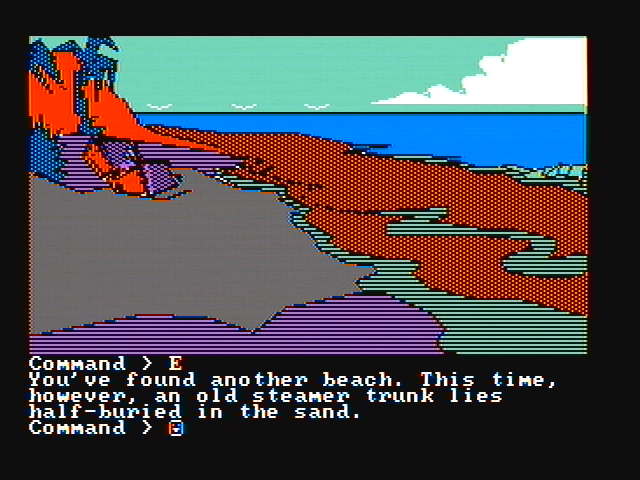 Command > E
You've found another beach. This time,
however, an old steamer trunk lies
half-buried in the sand.
Command >